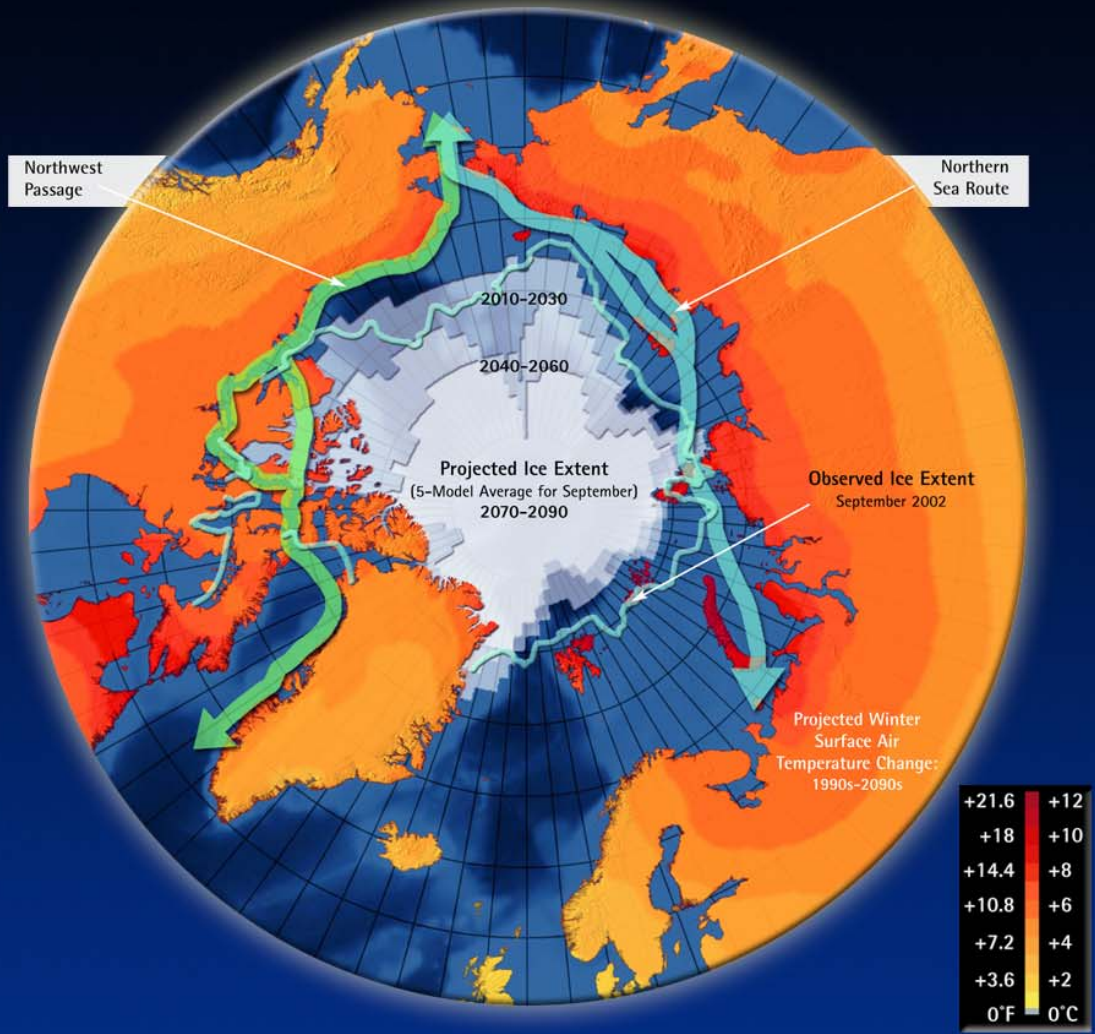 Northwest
Passage
Northern
Sea Route
2010-2030
2040-2060
Projected Ice Extent
(5-Model Average for September)
2070-2090
Observed Ice Extent
September 2002
Projected Winter
Surface Air
Temperature Change:
1990s-2090s
+21.6 +12
+18 +10
+14.4 +8
+10.8 +6
+7.2 +4
+3.6 +2
0°F 0°C